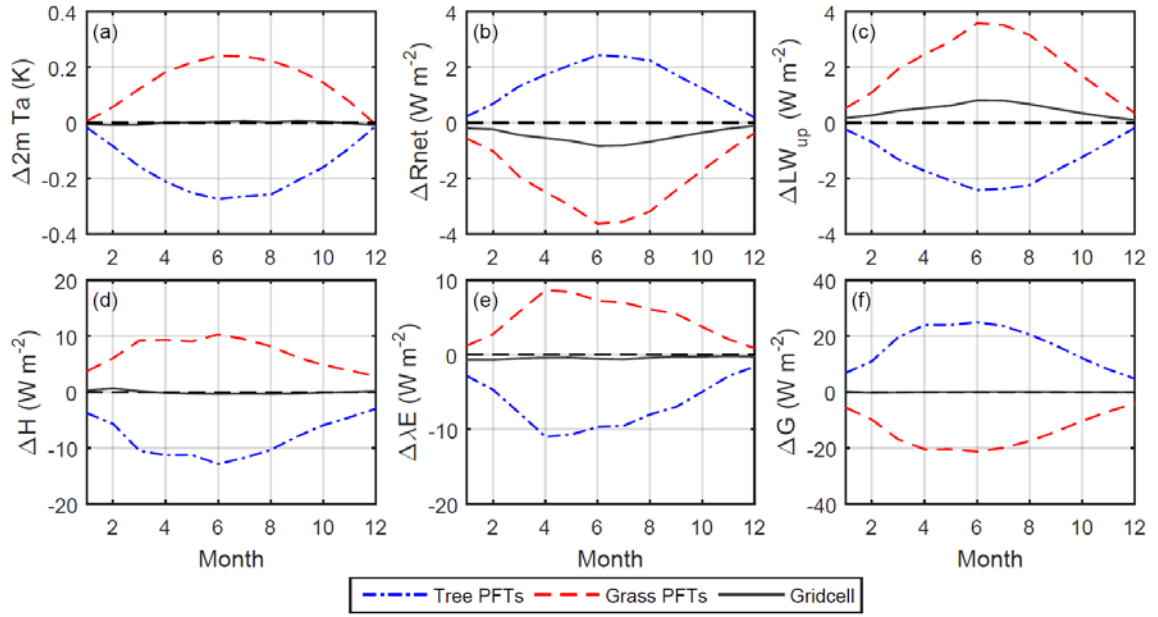 (a)
(b)
(c)
Δ2m Ta (K)
0.4
0.2
0
-0.2
-0.4
2 4 6 8 10 12
ΔRnet (W m⁻²)
4
2
0
2
4
2 4 6 8 10 12
ΔLWup (W m⁻²)
4
2
0
2
4
2 4 6 8 10 12
(d)
(e)
(f)
ΔH (W m⁻²)
20
10
0
-10
-20
2 4 6 8 10 12
Month
ΔλE (W m⁻²)
10
0
-10
-20
2 4 6 8 10 12
Month
ΔG (W m⁻²)
40
20
0
-20
-40
2 4 6 8 10 12
Month
Tree PFTs Grass PFTs Gridcell